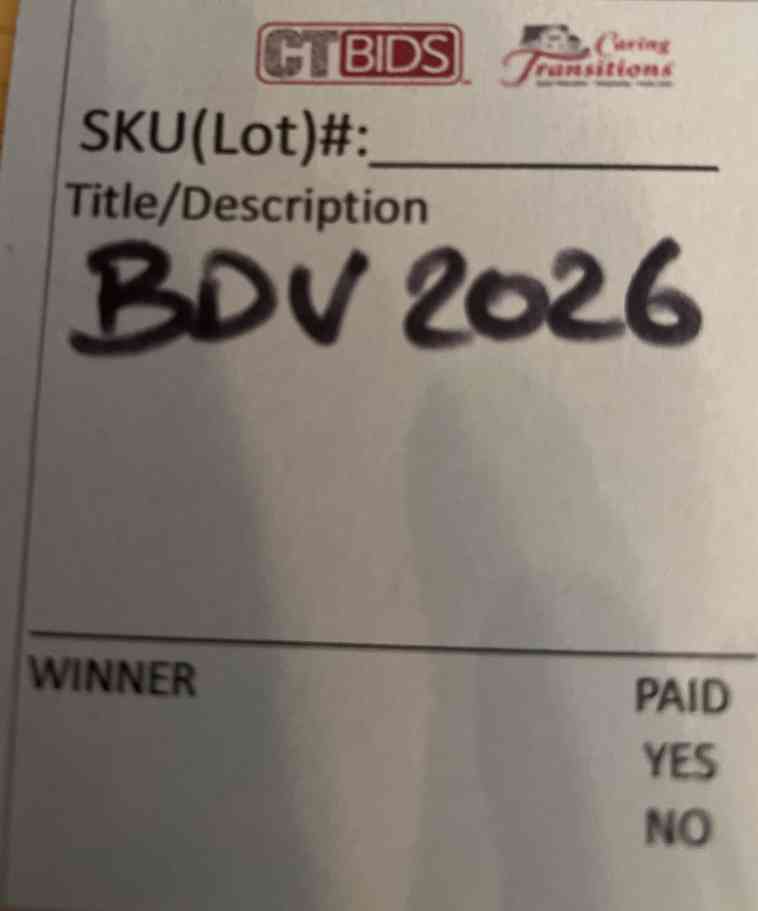 CTBIDS
Caring
Transitions
SKU(Lot)#:
Title/Description
BDV 2026
WINNER
PAID
YES
NO